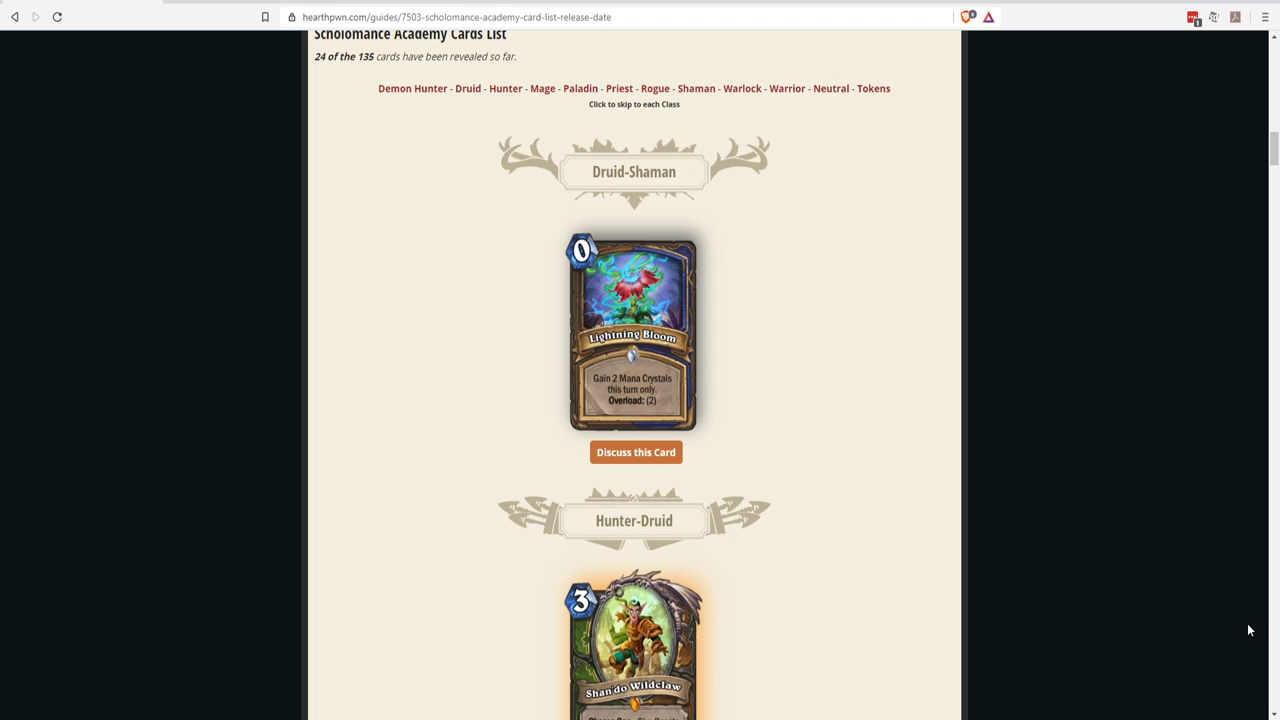 hearthpwn.com/guides/7503-scholomance-academy-card-list-release-date
8
1
Scholomance Academy Cards List
24 of the 135 cards have been revealed so far.
Demon Hunter - Druid - Hunter - Mage - Paladin - Priest - Rogue - Shaman - Warlock - Warrior - Neutral - Tokens
Click to skip to each Class
Druid-Shaman
0
Lightning Bloom
Gain 2 Mana Crystals
this turn only.
Overload: (2)
Discuss this Card
Hunter-Druid
3
Shan'do Wildclaw